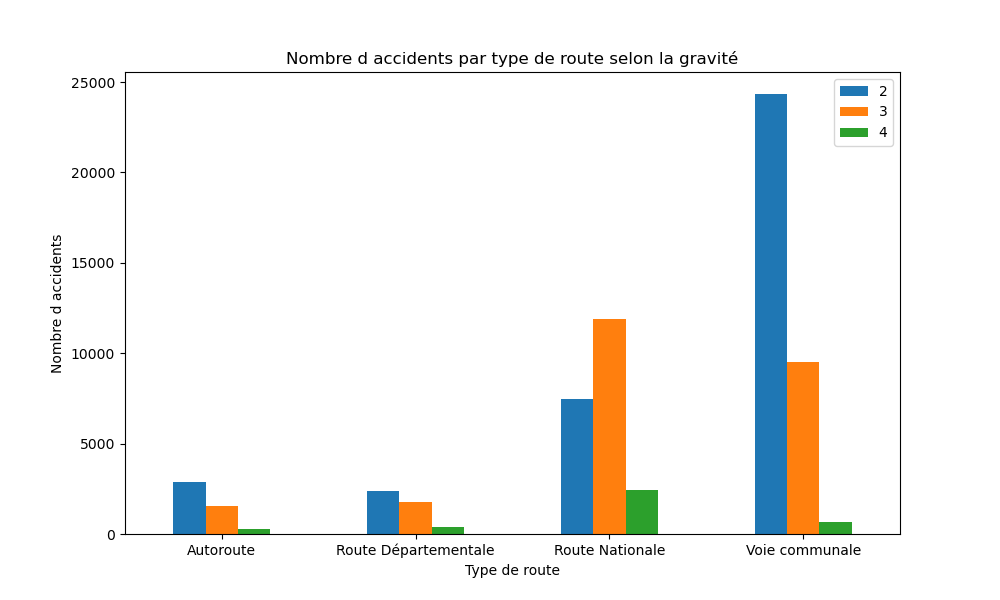 Nombre d accidents par type de route selon la gravité
2
3
4
25000
20000
15000
10000
5000
0
Nombre d accidents
Autoroute
Route Départementale
Route Nationale
Voie communale
Type de route